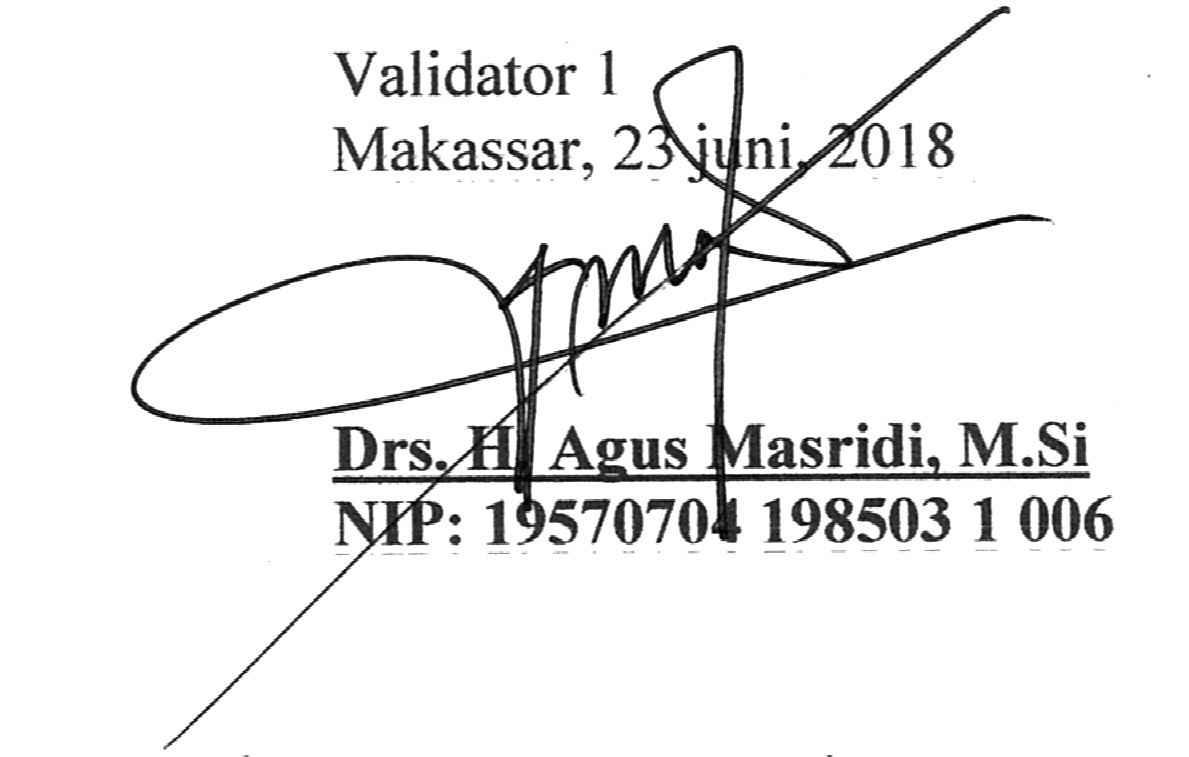 Validator 1
Makassar, 23 juni, 2018
Drs. H. Agus Masridi, M.Si
NIP: 19570704 198503 1 006